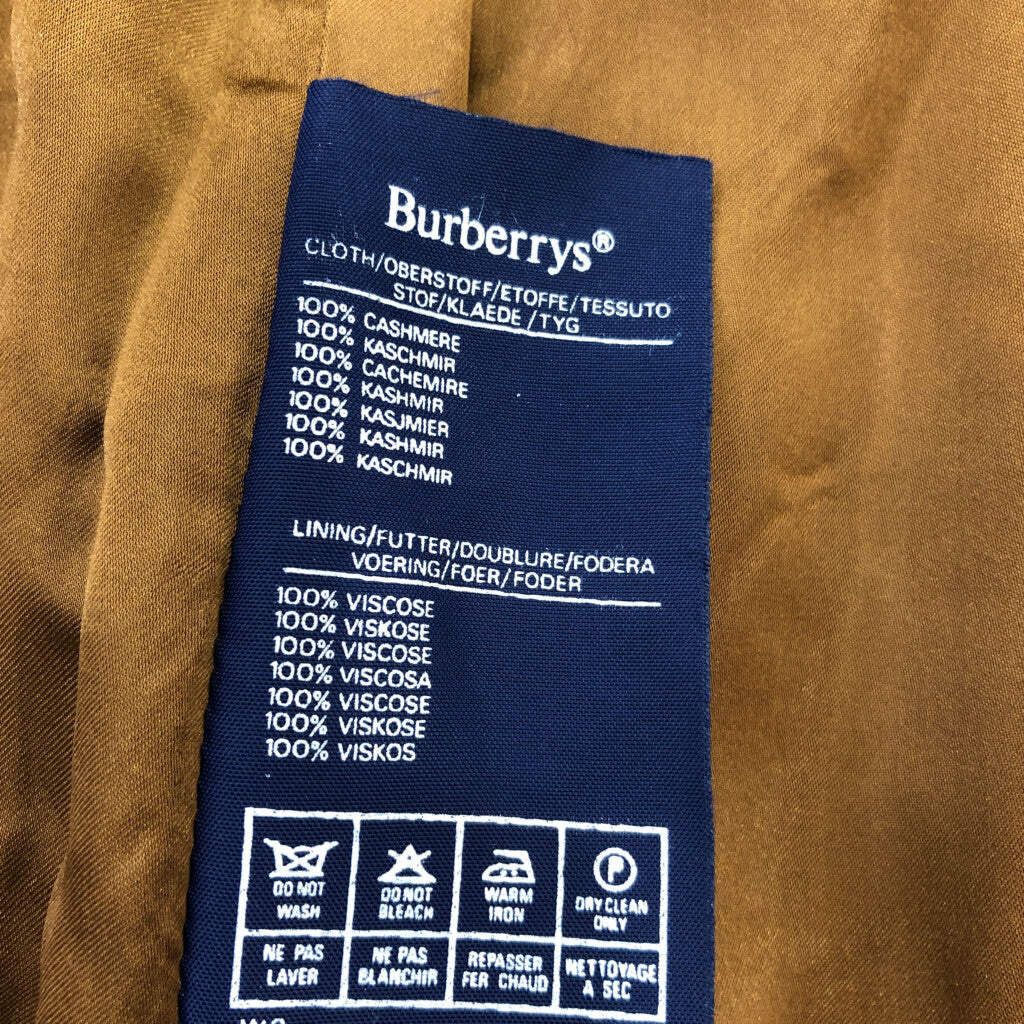 Burberrys®
CLOTH/OBERSTOFF/ETOFFE/TESSUTO
STOF/KLAEDE/TYG
100% CASHMERE
100% KASCHMIR
100% CACHEMIRE
100% KASHMIR
100% KASJMIER
100% KASHMIR
100% KASCHMIR
LINING/FUTTER/DOUBLURE/FODERA
VOERING/FOER/FODER
100% VISCOSE
100% VISKOSE
100% VISCOSE
100% VISCOSA
100% VISCOSE
100% VISKOSE
100% VISKOS
DO NOT WASH
DO NOT BLEACH
WARM IRON
P
DRY CLEAN ONLY
NE PAS LAVER
NE PAS BLANCHIR
REPASSER FER CHAUD
NETTOYAGE A SEC